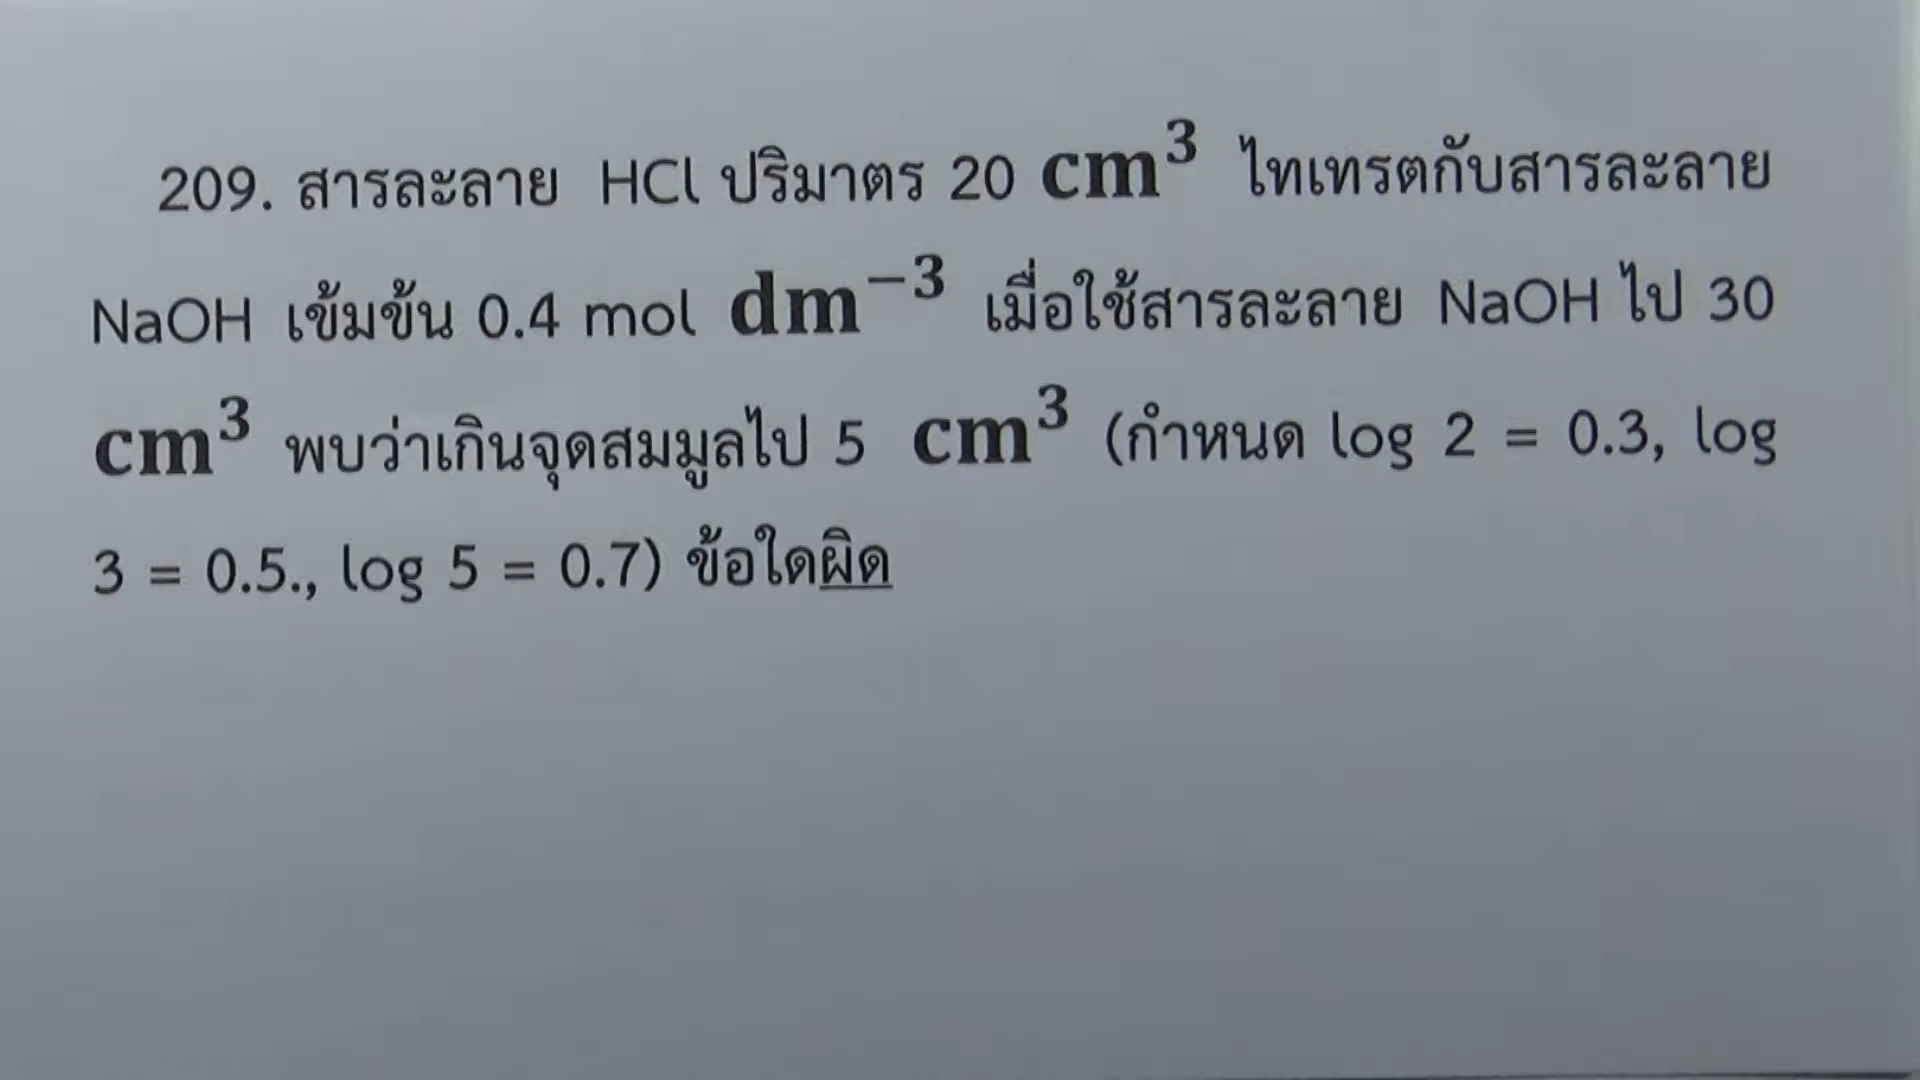 209. สารละลาย HCl ปริมาตร 20 cm³ ไทเทรตกับสารละลาย
NaOH เข้มข้น 0.4 mol dm⁻³ เมื่อใช้สารละลาย NaOH ไป 30
cm³ พบว่าเกินจุดสมมูลไป 5 cm³ (กำหนด log 2 = 0.3, log
3 = 0.5., log 5 = 0.7) ข้อใดผิด